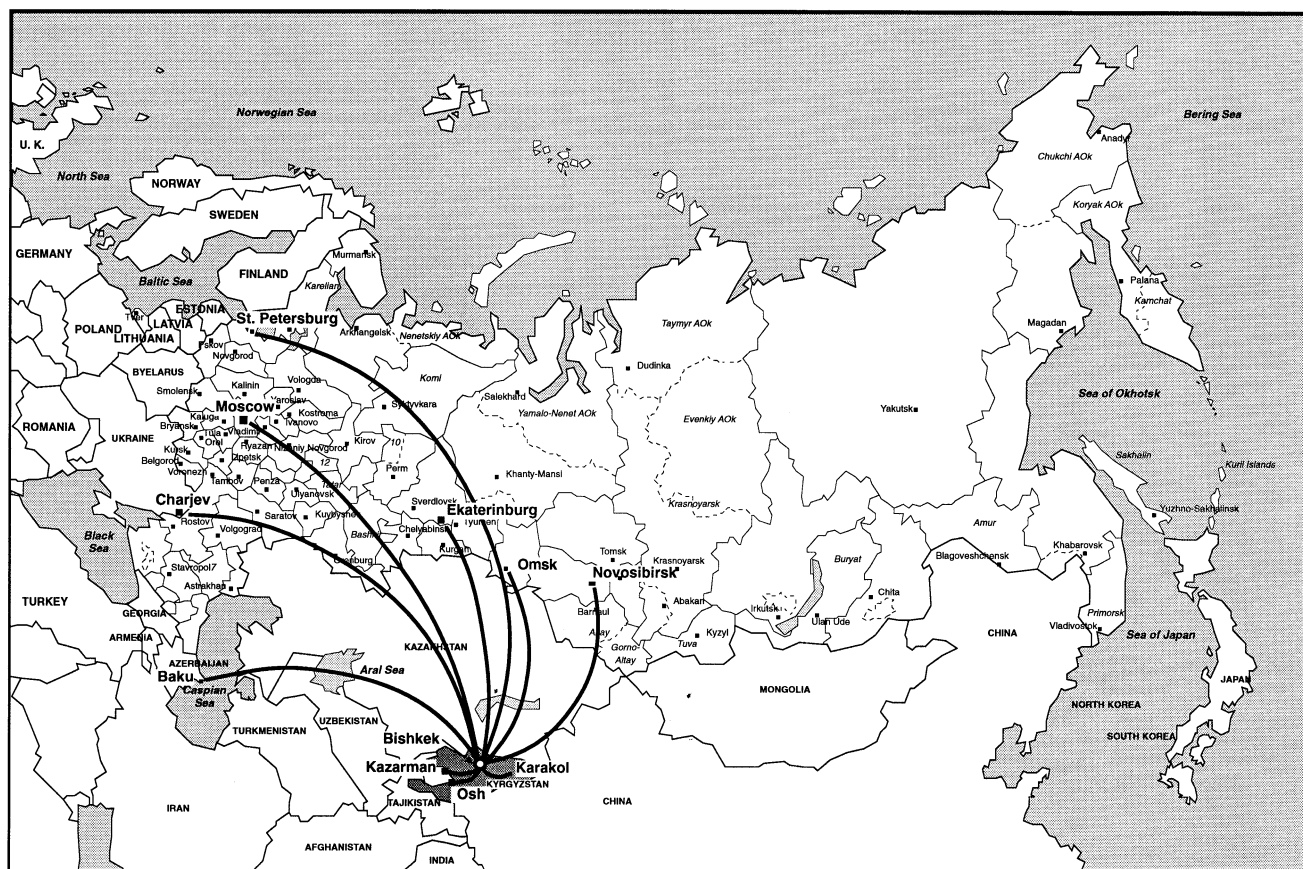 Norwegian Sea
Bering Sea
U. K.
Anadyr
Chukchi AOk
North Sea
NORWAY
Koryak AOk
SWEDEN
GERMANY
Murmansk
FINLAND
Baltic Sea
Karelian
Palana
Kamchat
ESTONIA
St. Petersburg
LATVIA
POLAND
LITHUANIA
Arkhangelsk
Nenetskiy AOk
Taymyr AOk
Magadan
Pskov
Novgorod
BYELARUS
Komi
Dudinka
Smolensk
Kalinin
Vologda
Salekhard
Sea of Okhotsk
Yaroslav
Moscow
Kostroma
Syktyvkara
Yamalo-Nenet AOk
Evenkiy AOk
Yakutsk
Kaluga
Ivanovo
ROMANIA
Bryansk
Tula
Vladimir
UKRAINE
Orel
Ryazan
Nizhniy Novgorod
Kirov
10
Kursk
Lipetsk
12
Sakhalin
Belgorod
Kuril Islands
Voronezh
Tambov
Penza
Tatar
Perm
Khanty-Mansi
Ulyanovsk
Charjev
Sverdlovsk
Ekaterinburg
Krasnoyarsk
Yuzhno-Sakhalinsk
Rostov
Saratov
Kuybyshev
Tyumen
Amur
Volgograd
Bashkir
Chelyabinsk
Black
Sea
Kurgan
Khabarovsk
Orenburg
Tomsk
Krasnoyarsk
Buryat
Blagoveshchensk
Stavropol
7
Omsk
Novosibirsk
Astrakhan
Chita
TURKEY
GEORGIA
Barnaul
Abakan
Irkutsk
Ulan Ude
Primorsk
Vladivostok
ARMENIA
Altay
Kyzyl
Tuva
CHINA
Sea of Japan
KAZAKHSTAN
Gorno-
Altay
AZERBAIJAN
Aral Sea
Baku
Caspian
Sea
MONGOLIA
JAPAN
NORTH KOREA
UZBEKISTAN
TURKMENISTAN
SOUTH KOREA
Bishkek
Kazarman
Karakol
KYRGYZSTAN
Osh
TAJIKISTAN
IRAN
CHINA
AFGHANISTAN
INDIA